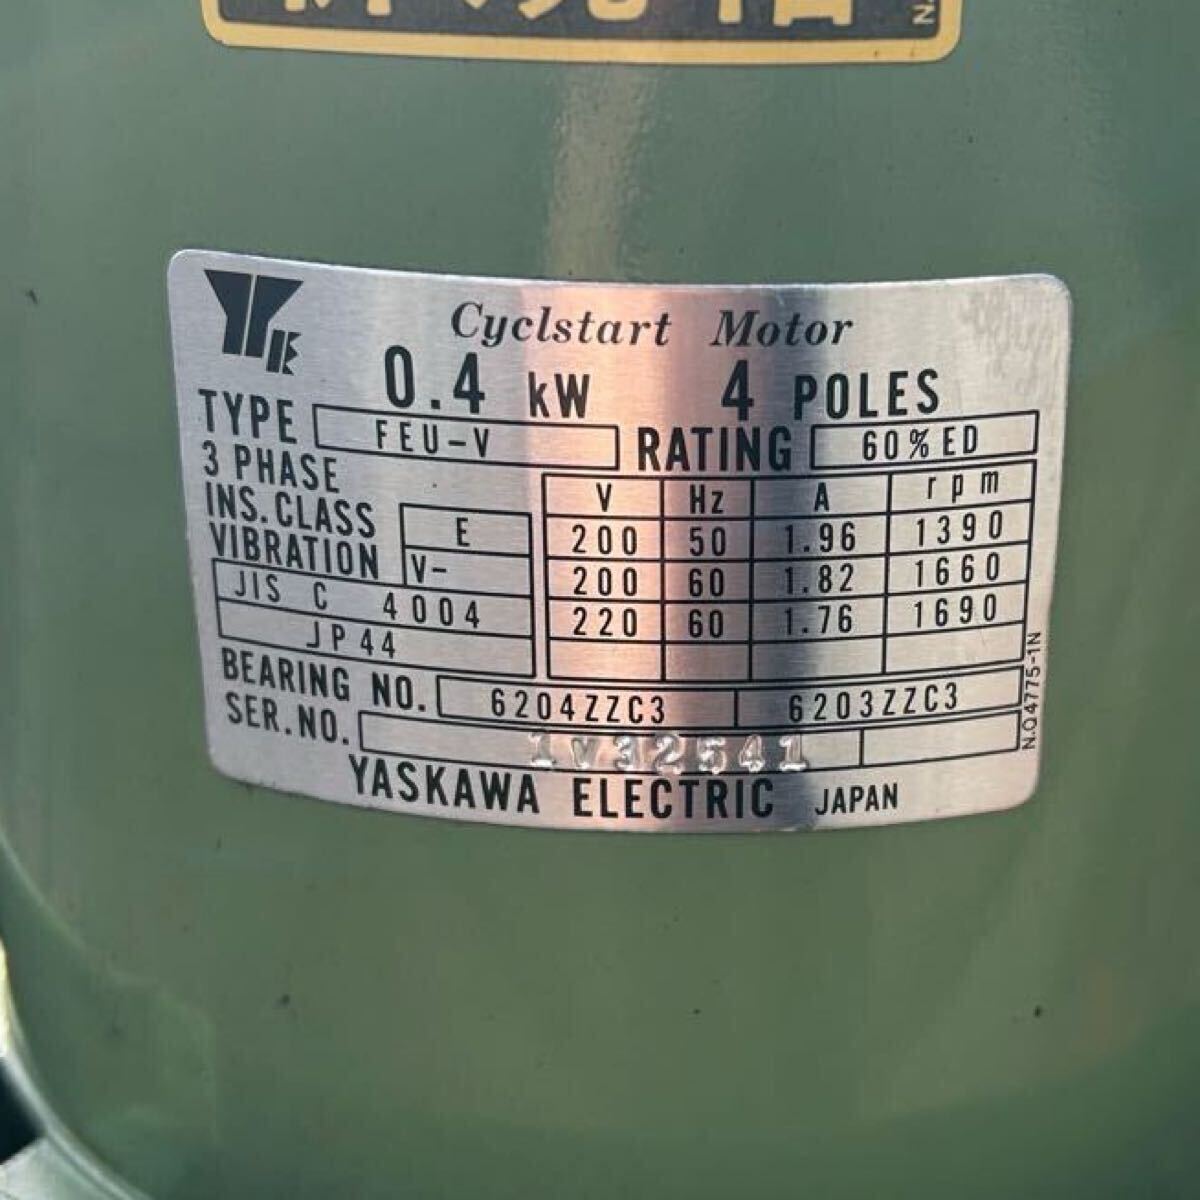 Cyclstart Motor
0.4 kW 4 POLES
TYPE FEU-V RATING 60%ED
3 PHASE
INS. CLASS E
VIBRATION V-
JIS C 4004
JP44
V Hz A rpm
200 50 1.96 1390
200 60 1.82 1660
220 60 1.76 1690
BEARING NO. 6204ZZC3 6203ZZC3
SER. NO. 1V32541
N.Q4775-1N
YASKAWA ELECTRIC JAPAN